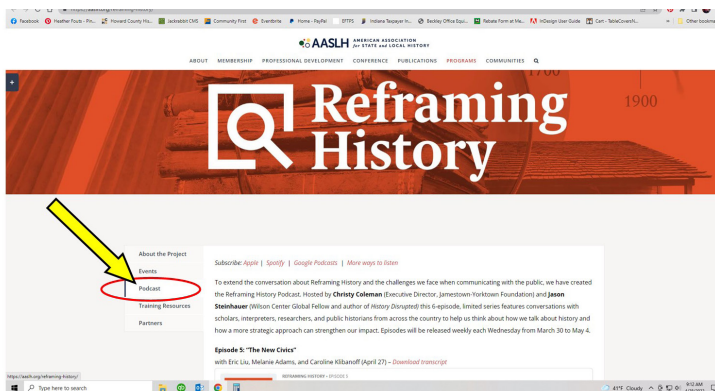 https://aaslh.org/reframing-history/
Facebook Heather Fouts - Pin... Howard County His... Jackrabbit CMS Community First Eventbrite Home - PayPal EFTPS Indiana Taxpayer In... Beckley Office Equi... Rebate Form at Me... InDesign User Guide Cart - TableCoversN... » Other bookma
AASLH AMERICAN ASSOCIATION
for STATE and LOCAL HISTORY
ABOUT MEMBERSHIP PROFESSIONAL DEVELOPMENT CONFERENCE PUBLICATIONS PROGRAMS COMMUNITIES
+
1700
1900
Reframing
History
About the Project
Events
Podcast
Training Resources
Partners
Subscribe: Apple | Spotify | Google Podcasts | More ways to listen
To extend the conversation about Reframing History and the challenges we face when communicating with the public, we have created
the Reframing History Podcast. Hosted by Christy Coleman (Executive Director, Jamestown-Yorktown Foundation) and Jason
Steinhauer (Wilson Center Global Fellow and author of History Disrupted) this 6-episode, limited series features conversations with
scholars, interpreters, researchers, and public historians from across the country to help us think about how we talk about history and
how a more strategic approach can strengthen our impact. Episodes will be released weekly each Wednesday from March 30 to May 4.
Episode 5: "The New Civics"
with Eric Liu, Melanie Adams, and Caroline Klibanoff (April 27) – Download transcript
REFRAMING HISTORY • EPISODE 5
https://aaslh.org/reframing-history/
Type here to search
41°F Cloudy
9:12 AM